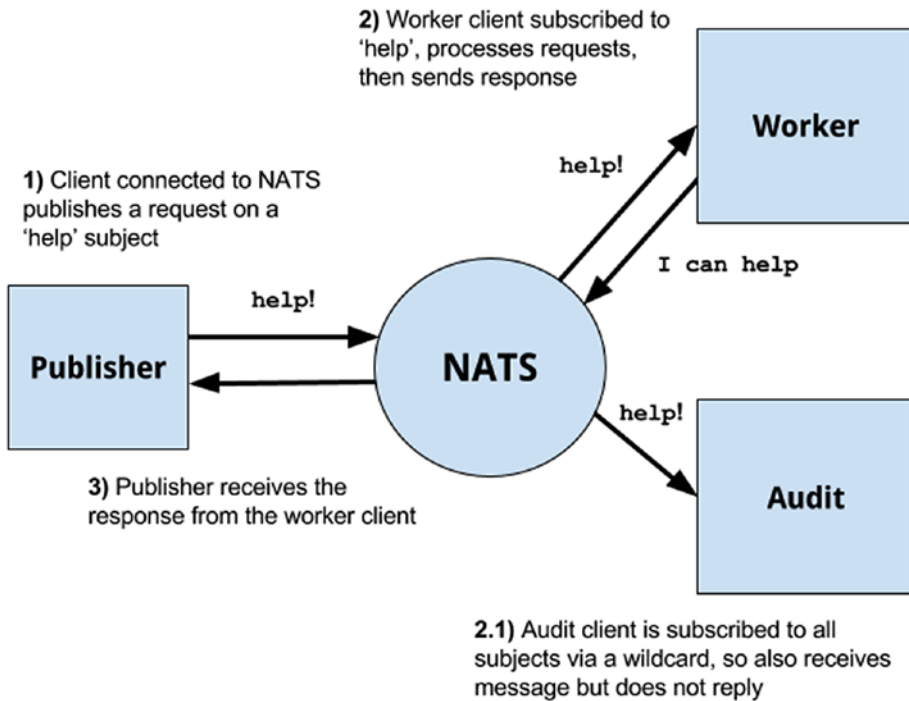 2) Worker client subscribed to
‘help’, processes requests,
then sends response
Worker
help!
1) Client connected to NATS
publishes a request on a
‘help’ subject
I can help
help!
Publisher
NATS
help!
Audit
3) Publisher receives the
response from the worker client
2.1) Audit client is subscribed to all
subjects via a wildcard, so also receives
message but does not reply